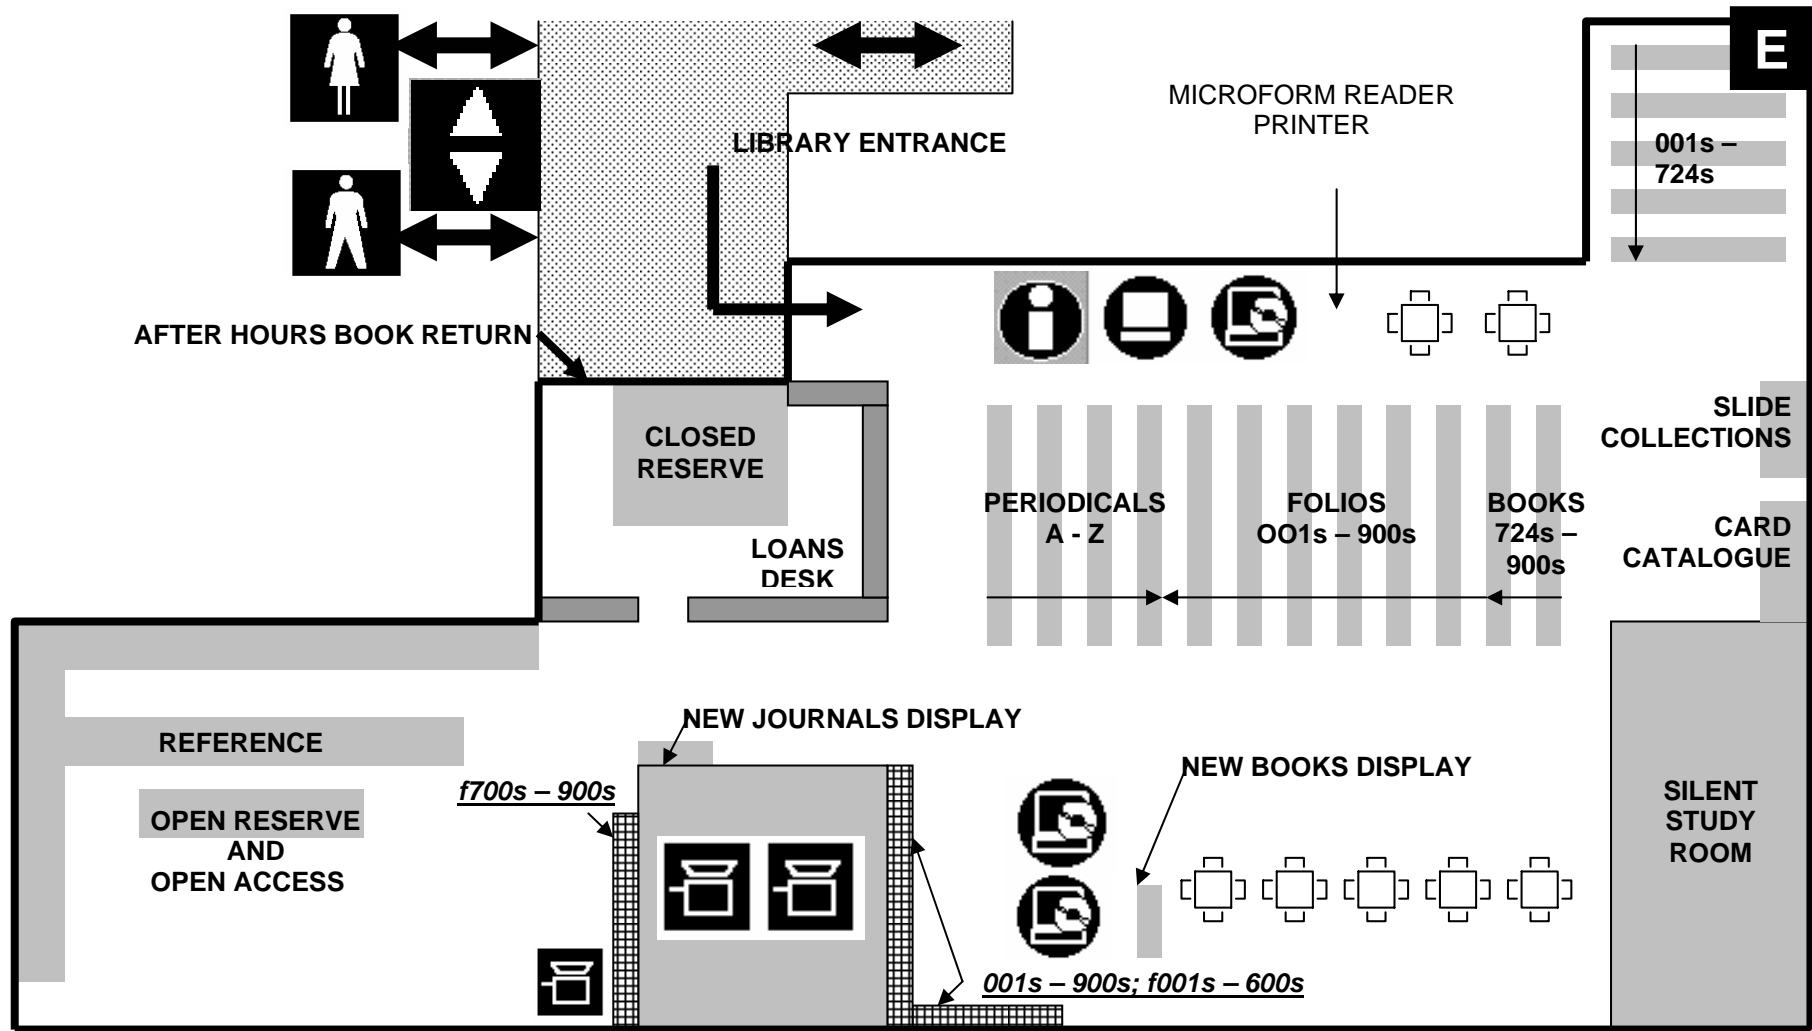 E
MICROFORM READER
PRINTER
LIBRARY ENTRANCE
001s –
724s
AFTER HOURS BOOK RETURN
SLIDE
COLLECTIONS
CLOSED
RESERVE
PERIODICALS
A - Z
FOLIOS
OO1s – 900s
BOOKS
724s –
900s
CARD
CATALOGUE
LOANS
DESK
NEW JOURNALS DISPLAY
REFERENCE
NEW BOOKS DISPLAY
f700s – 900s
OPEN RESERVE
AND
OPEN ACCESS
SILENT
STUDY
ROOM
001s – 900s; f001s – 600s